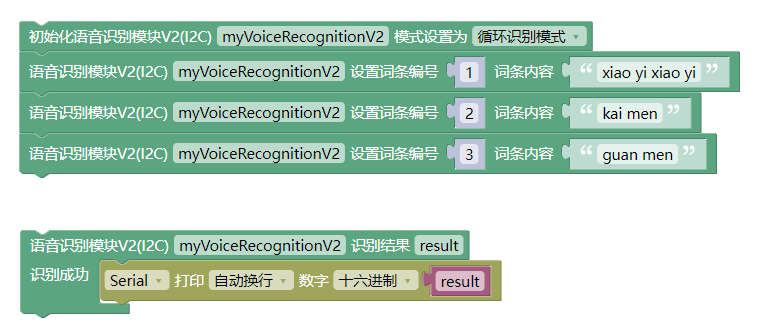 初始化语音识别模块V2(I2C) myVoiceRecognitionV2 模式设置为 循环识别模式
语音识别模块V2(I2C) myVoiceRecognitionV2 设置词条编号 1 词条内容 “ xiao yi xiao yi ”
语音识别模块V2(I2C) myVoiceRecognitionV2 设置词条编号 2 词条内容 “ kai men ”
语音识别模块V2(I2C) myVoiceRecognitionV2 设置词条编号 3 词条内容 “ guan men ”
语音识别模块V2(I2C) myVoiceRecognitionV2 识别结果 result
识别成功 Serial 打印 自动换行 数字 十六进制 result